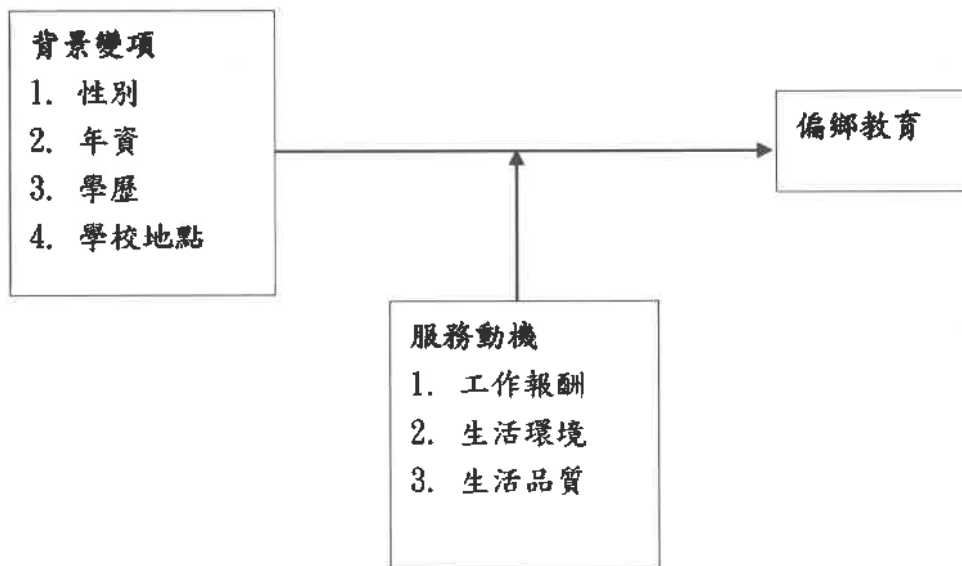 背景變項
1. 性別
2. 年資
3. 學歷
4. 學校地點
偏鄉教育
服務動機
1. 工作報酬
2. 生活環境
3. 生活品質